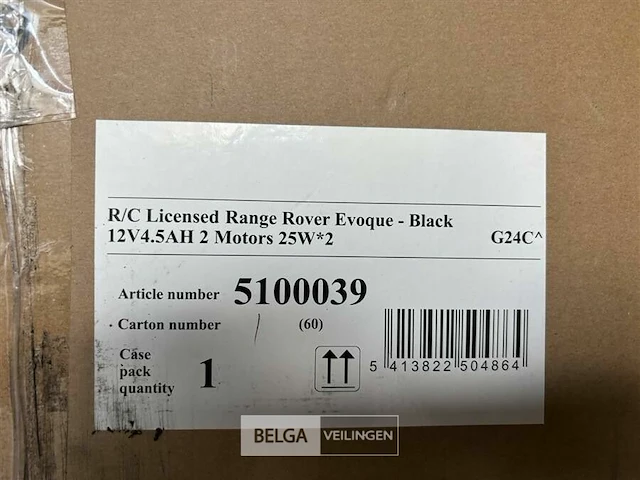 R/C Licensed Range Rover Evoque - Black
12V4.5AH 2 Motors 25W*2 G24C^
Article number 5100039
Carton number / (60)
Case
pack
quantity 1
5 413822 504864
BELGA VEILINGEN